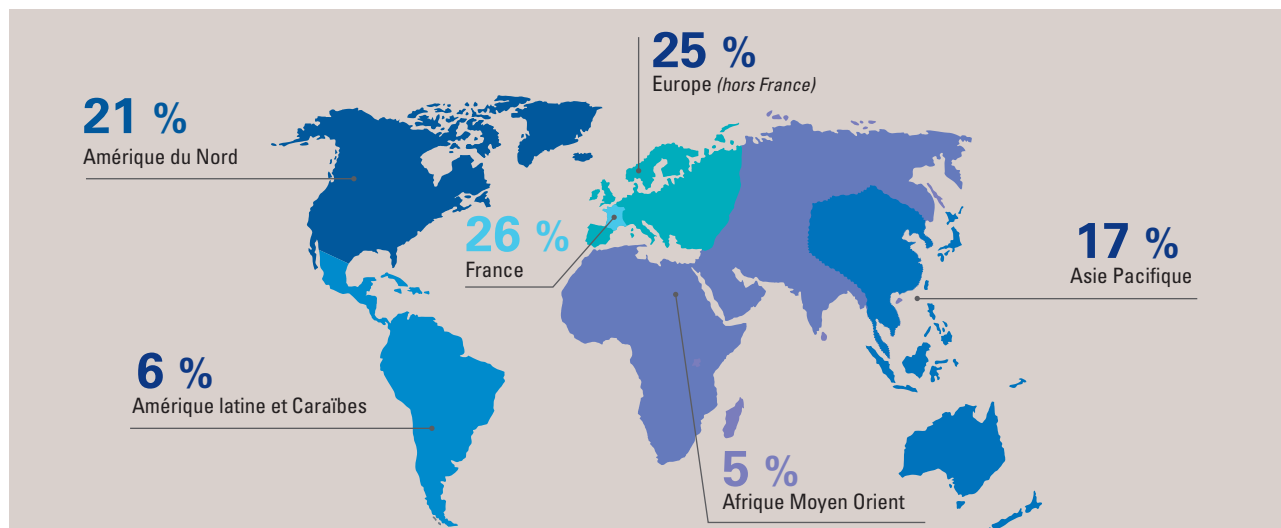 25 %
Europe (hors France)
21 %
Amérique du Nord
26 %
France
17 %
Asie Pacifique
6 %
Amérique latine et Caraïbes
5 %
Afrique Moyen Orient